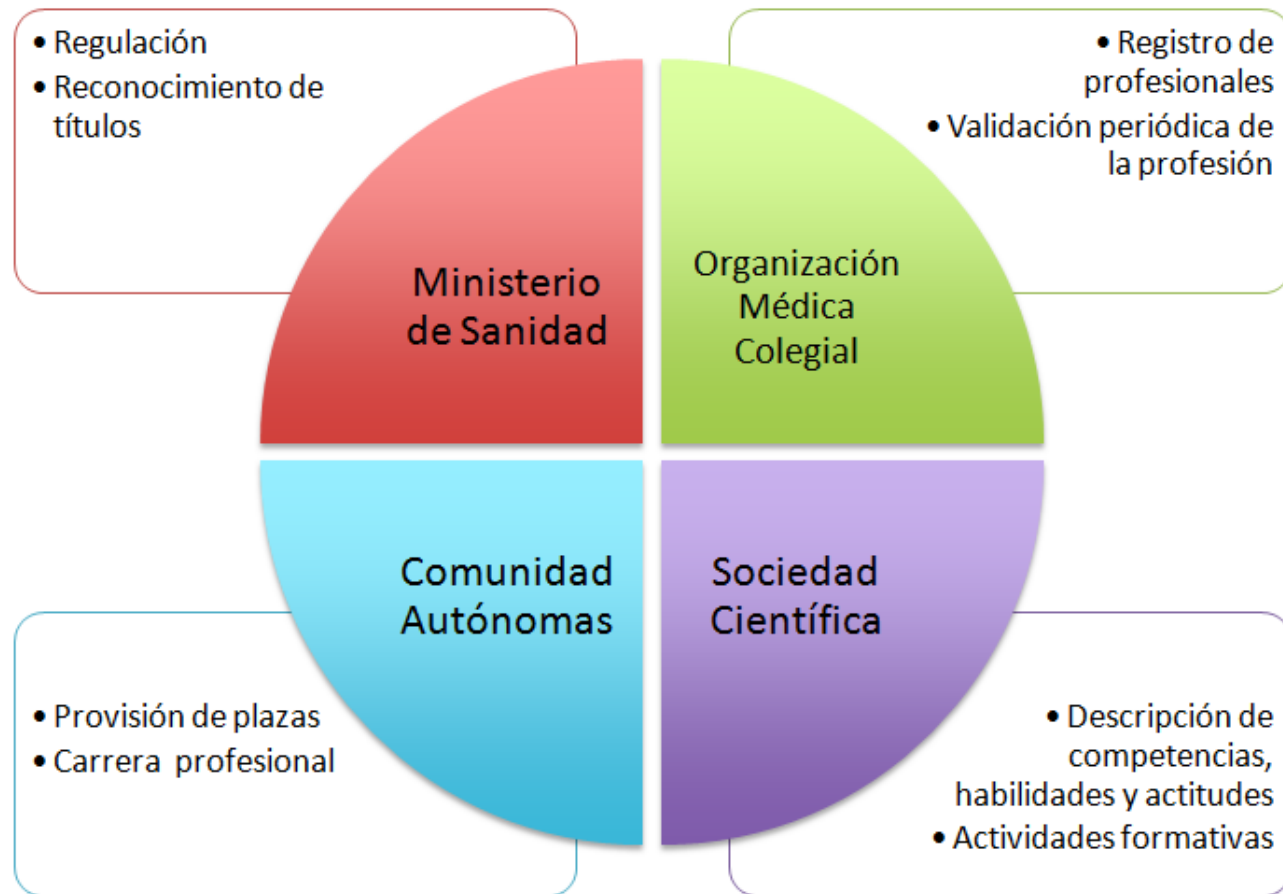 • Regulación
• Reconocimiento de
títulos
• Registro de
profesionales
• Validación periódica de
la profesión
Ministerio
de Sanidad
Organización
Médica
Colegial
Comunidad
Autónomas
Sociedad
Científica
• Provisión de plazas
• Carrera profesional
• Descripción de
competencias,
habilidades y actitudes
• Actividades formativas